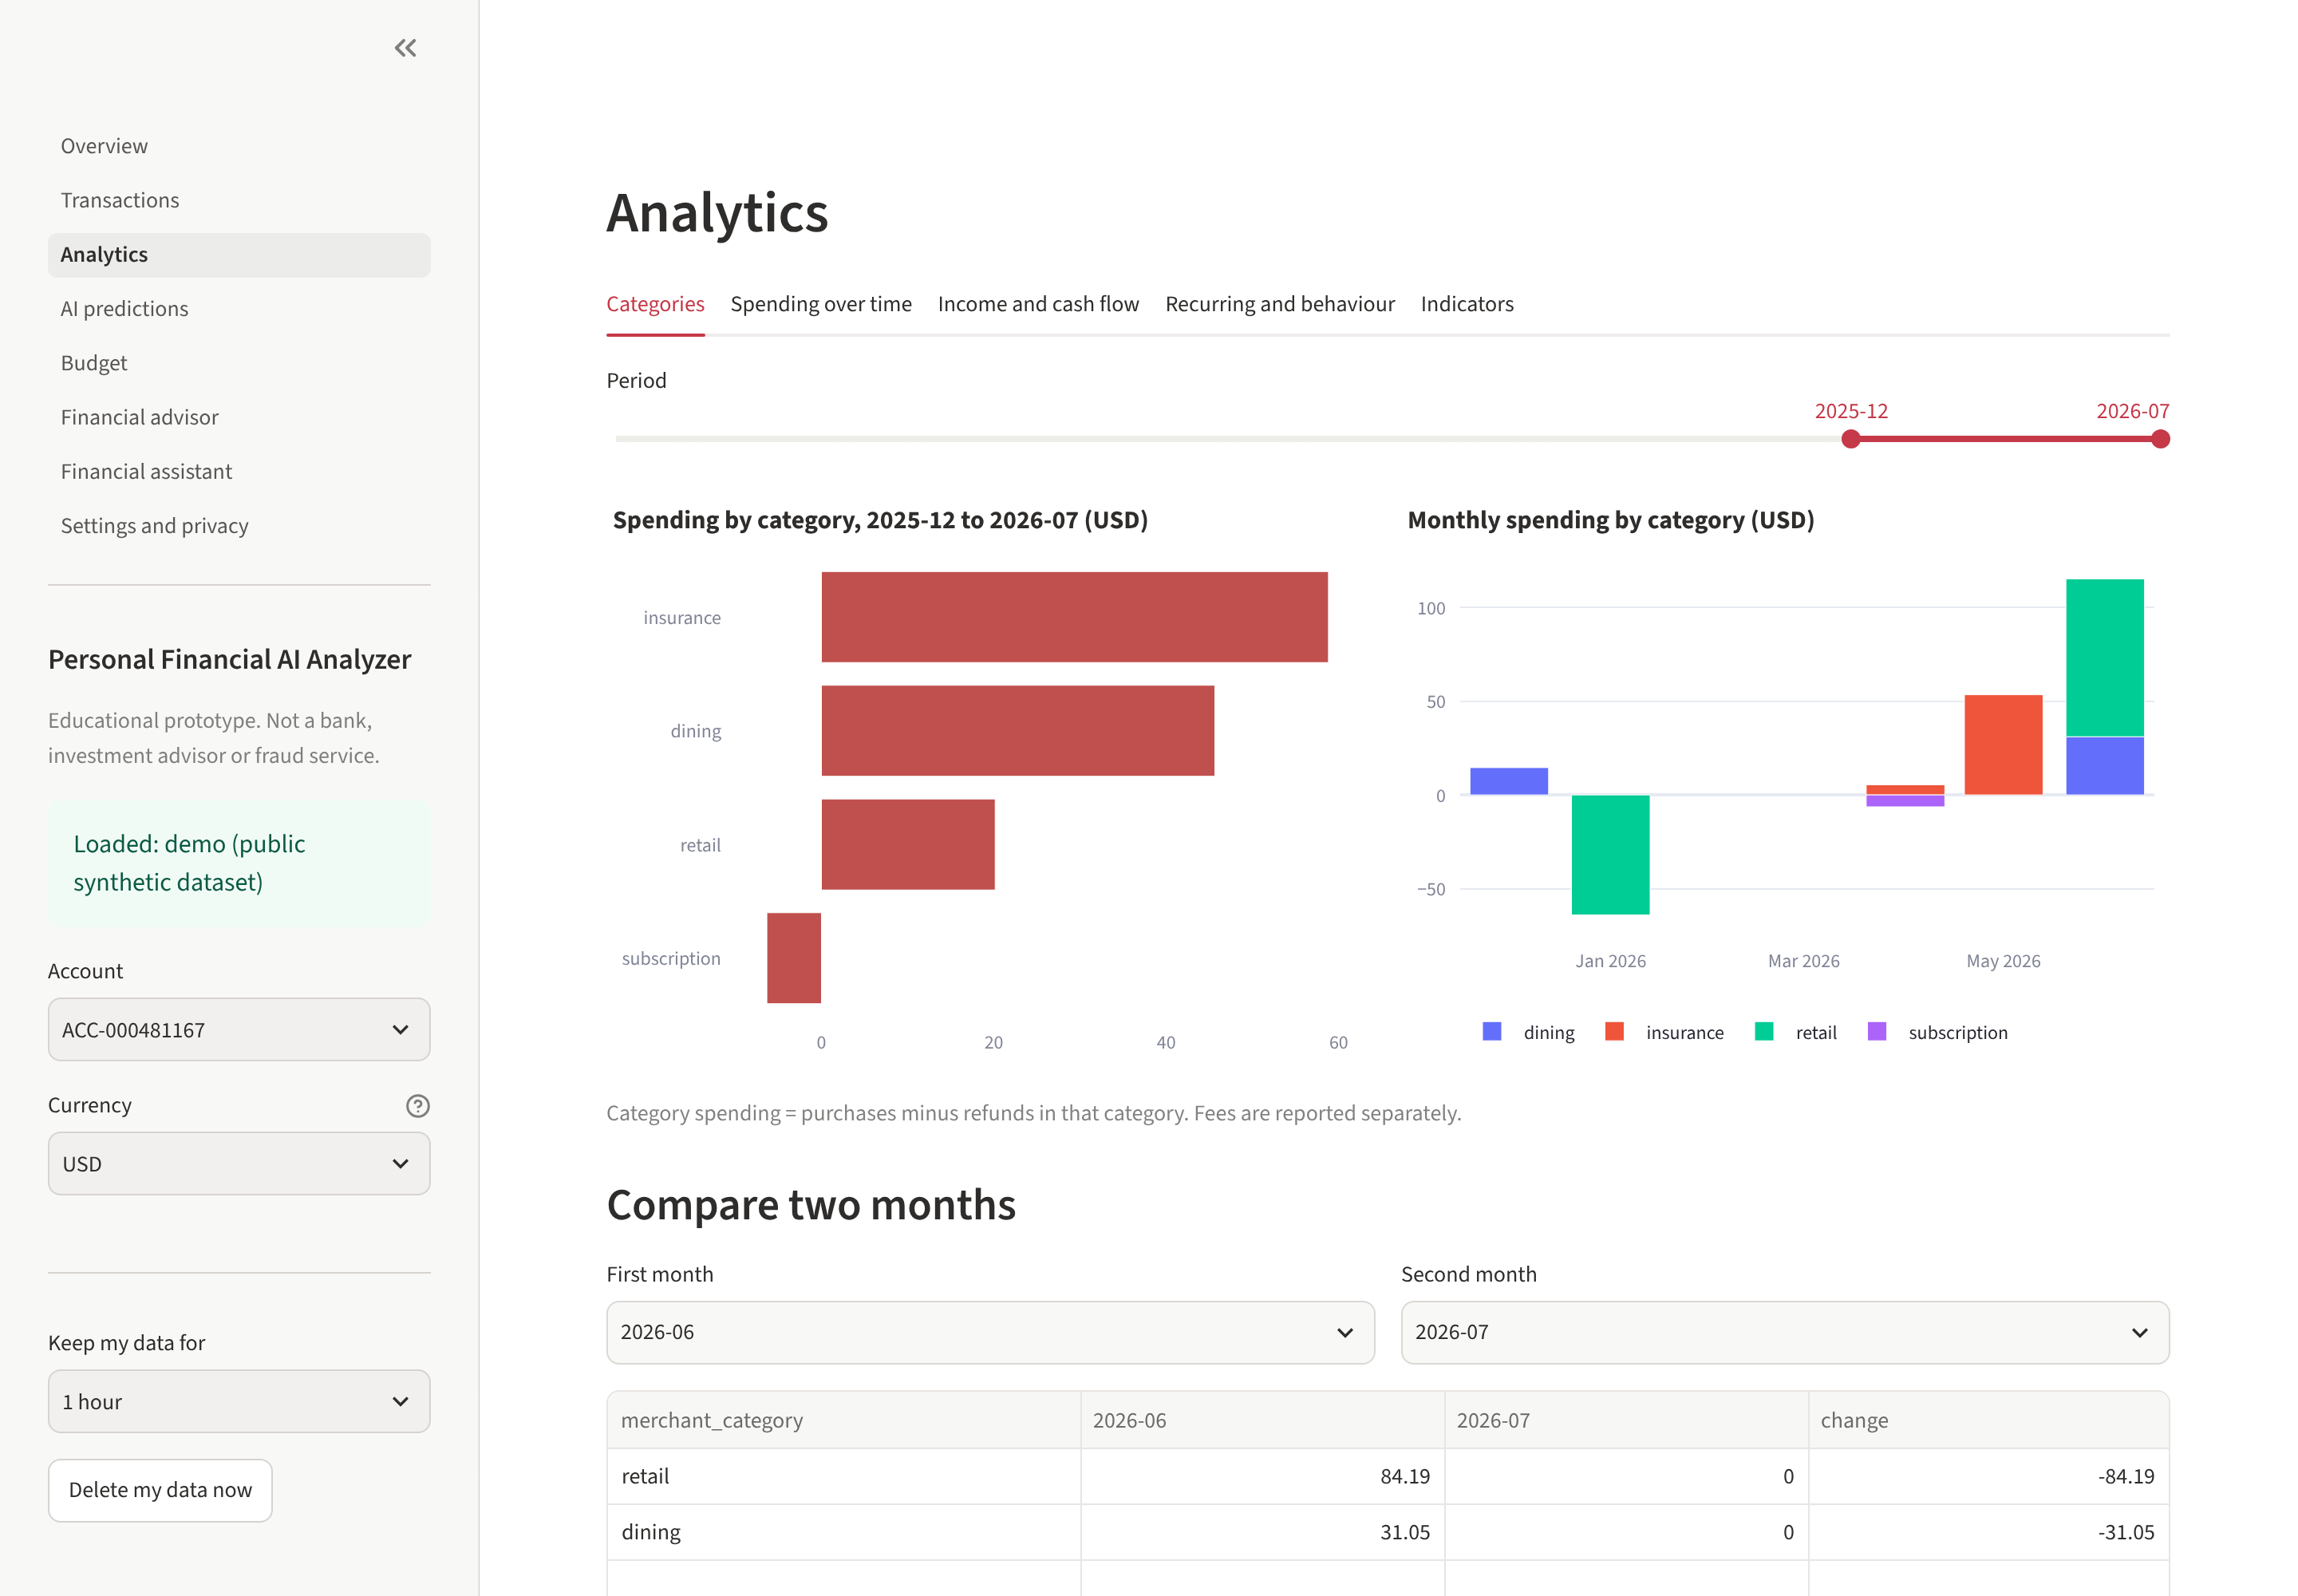 Overview
Transactions
Analytics
AI predictions
Budget
Financial advisor
Financial assistant
Settings and privacy
Personal Financial AI Analyzer
Educational prototype. Not a bank,
investment advisor or fraud service.
Loaded: demo (public
synthetic dataset)
Account
ACC-000481167
Currency
USD
Keep my data for
1 hour
Delete my data now
Analytics
Categories Spending over time Income and cash flow Recurring and behaviour Indicators
Period
2025-12 2026-07
Spending by category, 2025-12 to 2026-07 (USD)
insurance
dining
retail
subscription
0 20 40 60
Monthly spending by category (USD)
100
50
0
−50
Jan 2026 Mar 2026 May 2026
dining insurance retail subscription
Category spending = purchases minus refunds in that category. Fees are reported separately.
Compare two months
First month Second month
2026-06 2026-07
merchant_category 2026-06 2026-07 change
retail 84.19 0 -84.19
dining 31.05 0 -31.05